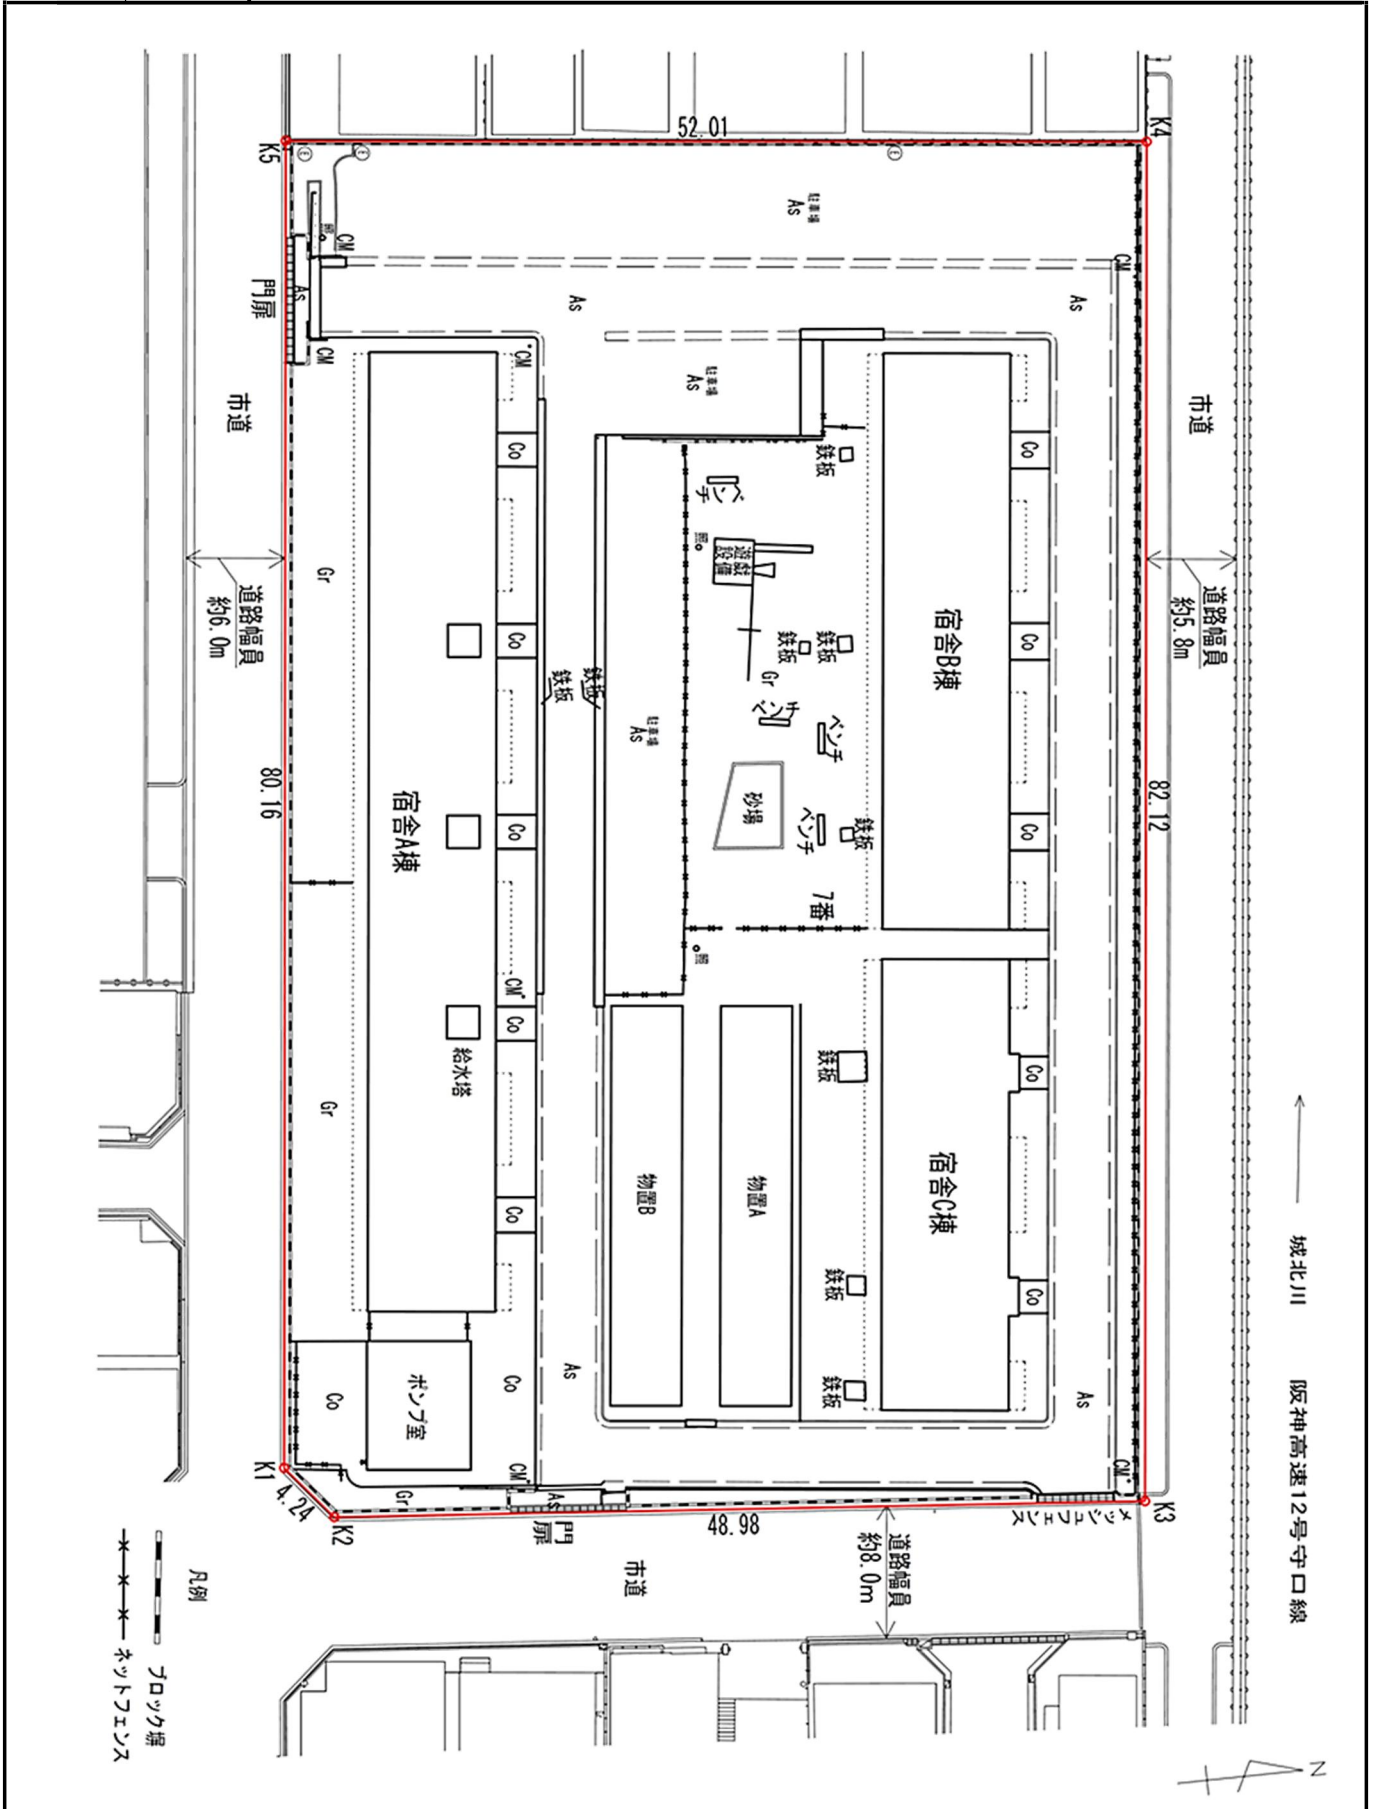 K5
52.01
K4
E
E
E
駐車場
As
照
CM
CM
As
門扉
As
As
CM
CM
市道
市道
駐車場
As
Co
Co
鉄板
ベンチ
照
遊戯
設備
道路幅員
約6.0m
道路幅員
約5.8m
Gr
Co
鉄板
鉄板
Gr
宿舎B棟
Co
鉄板
鉄板
駐車場
As
ベンチ
ベンチ
80.16
82.12
宿舎A棟
Co
砂場
ベンチ
鉄板
Co
7番
照
CM
Co
給水塔
鉄板
Co
Gr
物置B
物置A
宿舎C棟
Co
鉄板
Co
城北川
阪神高速12号守口線
Co
ポンプ室
Co
As
鉄板
As
CM
CM
K1
4.24
K2
Gr
As
門扉
48.98
メッシュフェンス
K3
市道
道路幅員
約8.0m
凡例
ブロック塀
ネットフェンス
N